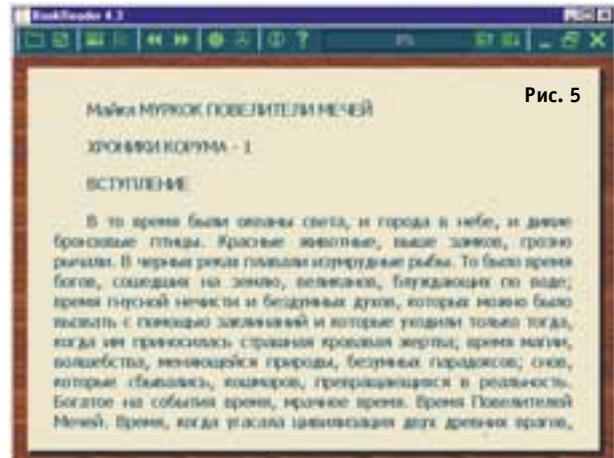 BookReader 4.3
0%
Рис. 5
Майкл МУРКОК ПОВЕЛИТЕЛИ МЕЧЕЙ
ХРОНИКИ КОРУМА - 1
ВСТУПЛЕНИЕ
В то время были океаны света, и города в небе, и дикие
бронзовые птицы. Красные животные, выше замков, грозно
рычали. В черных реках плавали изумрудные рыбы. То было время
богов, сошедших на землю, великанов, блуждающих по воде;
время гнусной нечисти и бездумных духов, которых можно было
вызвать с помощью заклинаний и которые уходили только тогда,
когда им приносилась страшная кровавая жертва; время магии,
волшебства, меняющейся природы, безумных парадоксов; снов,
которые сбывались, кошмаров, превращающихся в реальность.
Богатое на события время, мрачное время. Время Повелителей
Мечей. Время, когда угасала цивилизация двух древних врагов,